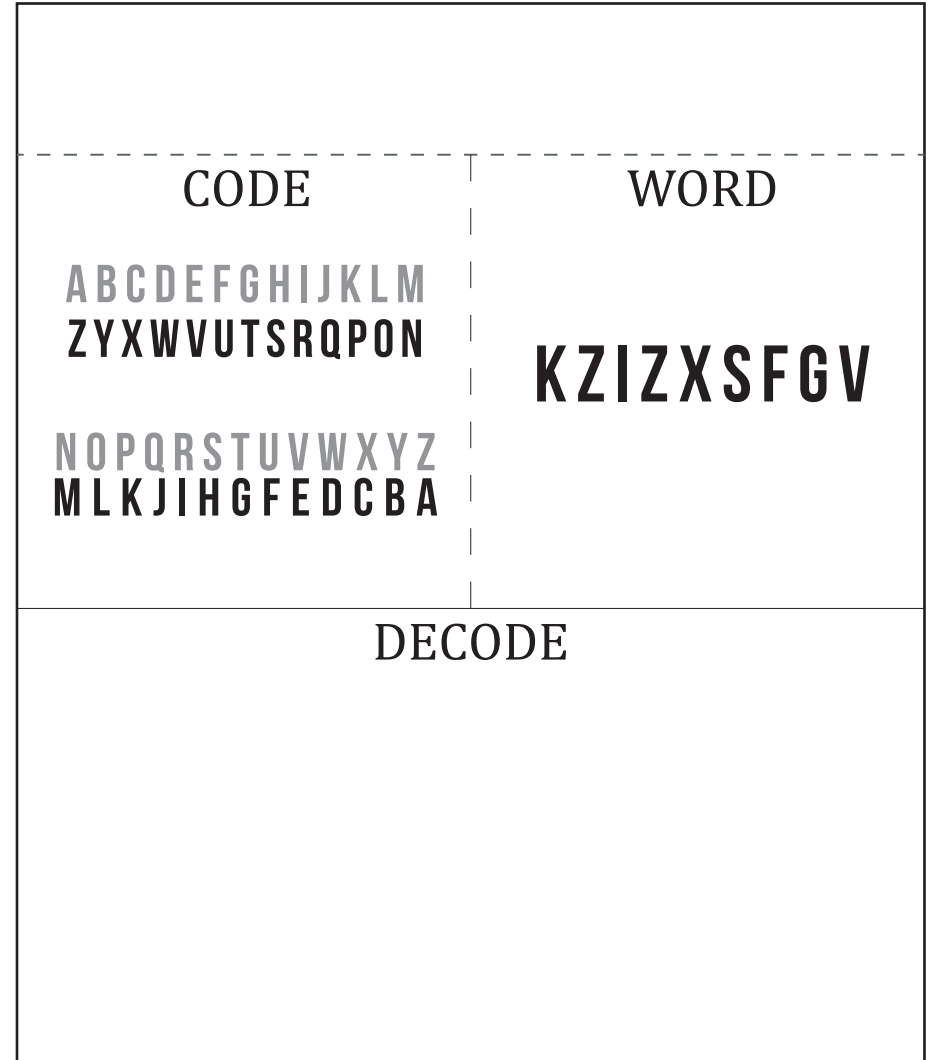 CODE
ABCDEFGHIJKLM
ZYXWVUTSRQPON
NOPQRSTUVWXYZ
MLKJIHGFEDCBA
WORD
KZIZXSFGV
DECODE